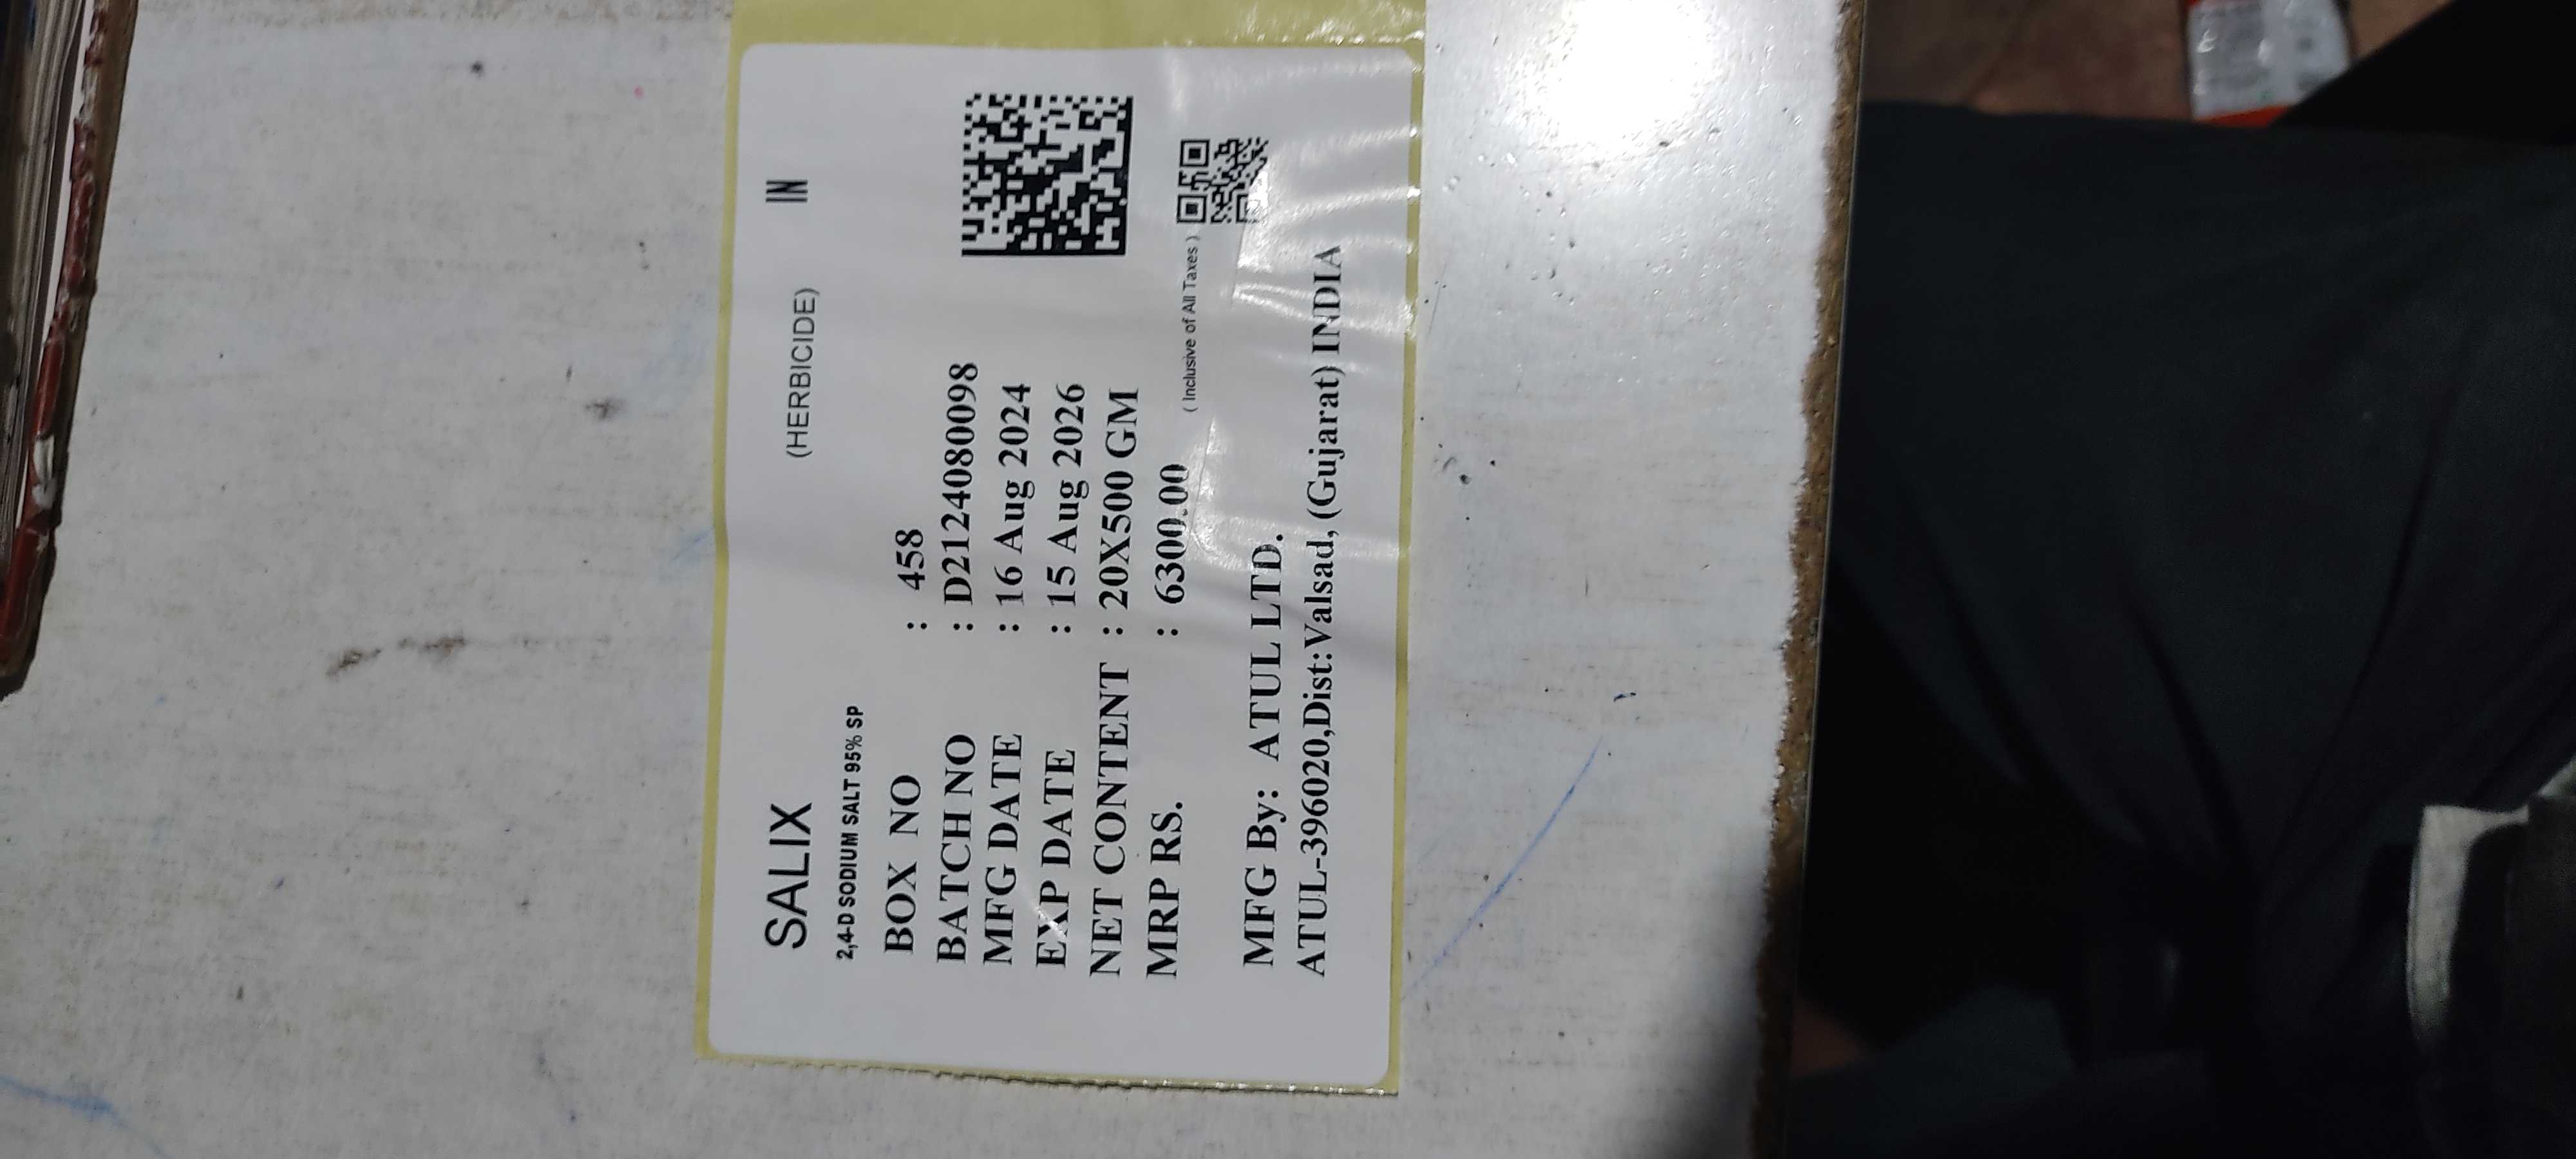 SALIX (HERBICIDE) IN
2,4-D SODIUM SALT 95% SP
BOX NO : 458
BATCH NO : D2124080098
MFG DATE : 16 Aug 2024
EXP DATE : 15 Aug 2026
NET CONTENT : 20X500 GM
MRP RS. : 6300.00 ( Inclusive of All Taxes )
MFG By: ATUL LTD.
ATUL-396020,Dist:Valsad, (Gujarat) INDIA